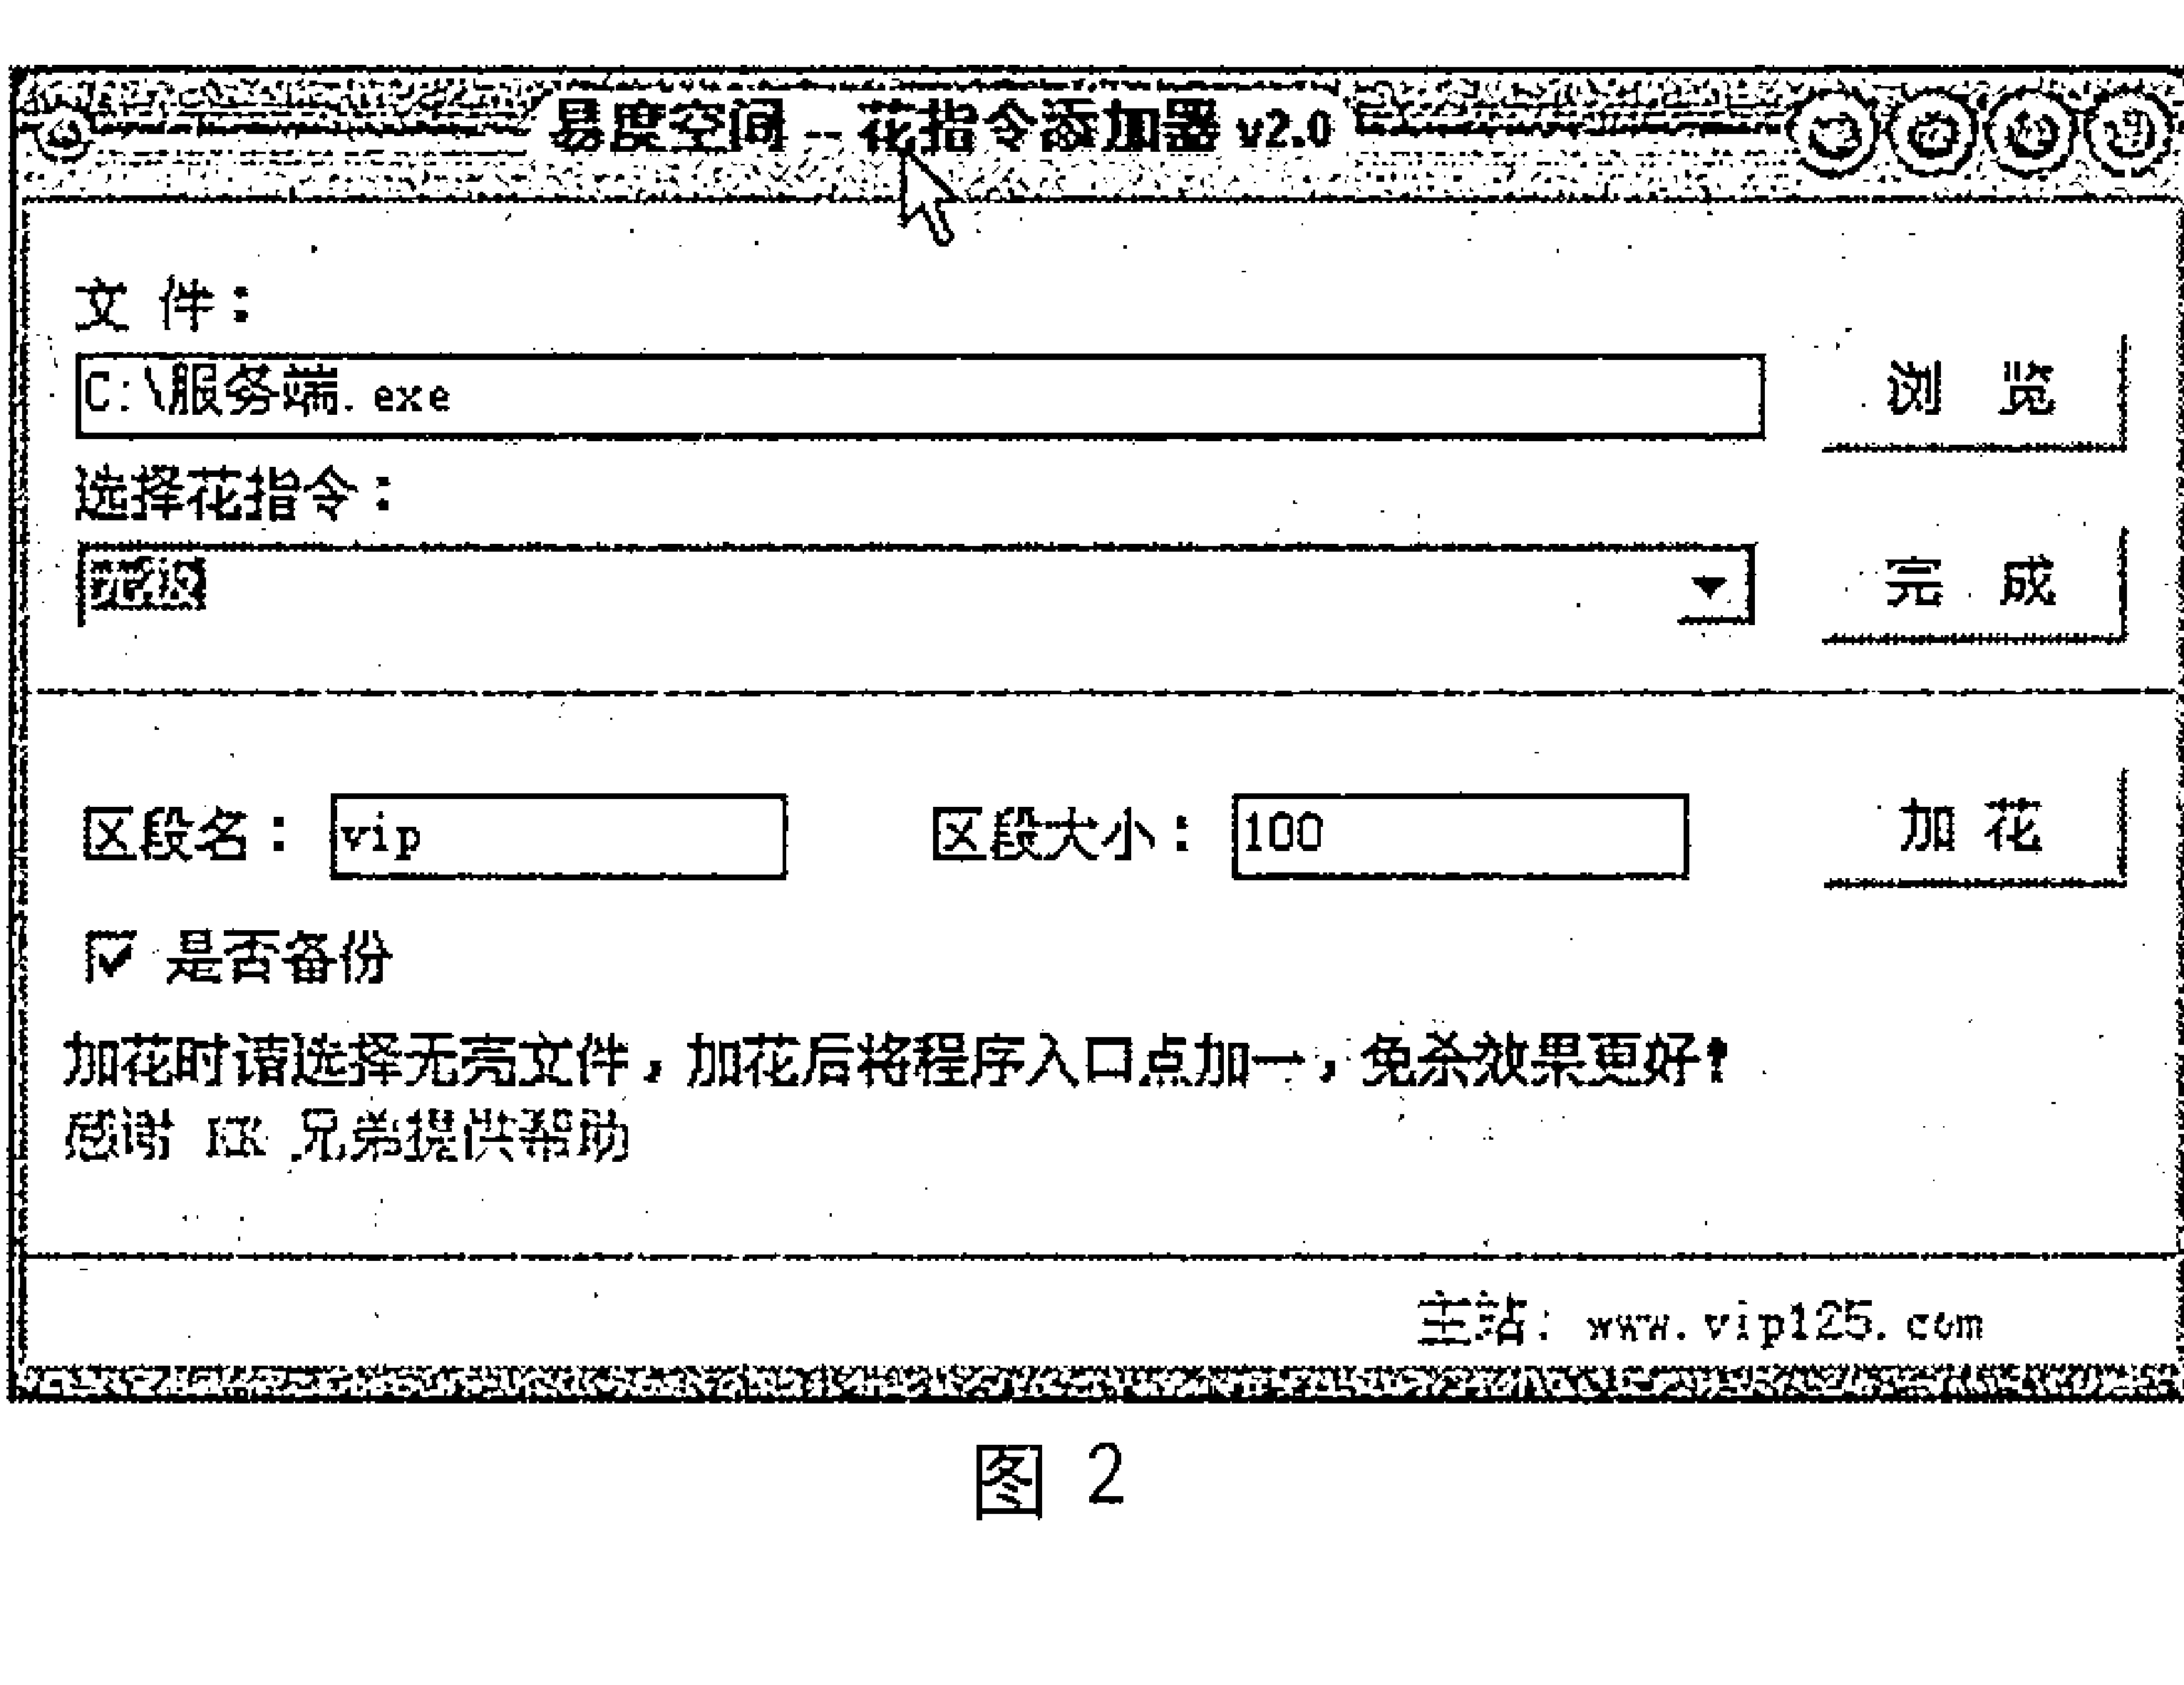 易度空间 -- 花指令添加器 v2.0
文 件：
C:\服务端.exe
浏 览
选择花指令：
完 成
区段名：
vip
区段大小：
100
加 花
是否备份
加花时请选择无壳文件，加花后将程序入口点加一，免杀效果更好！
感谢 KK 兄弟提供帮助
主站: www.vip125.com
图 2